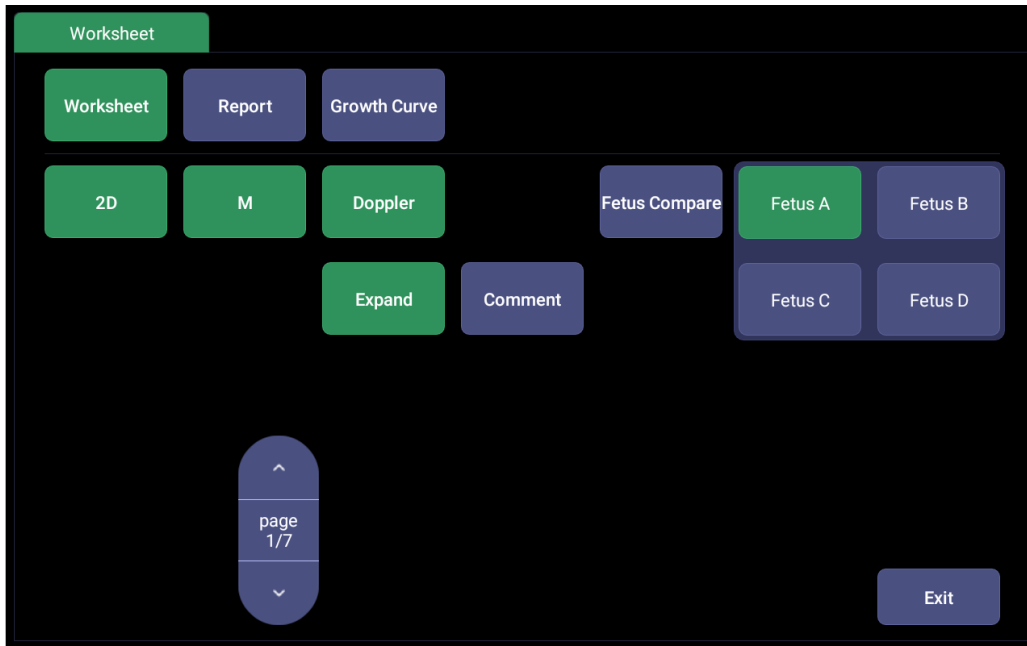 Worksheet
Worksheet Report Growth Curve
2D M Doppler Fetus Compare Fetus A Fetus B
Expand Comment Fetus C Fetus D
page
1/7
Exit